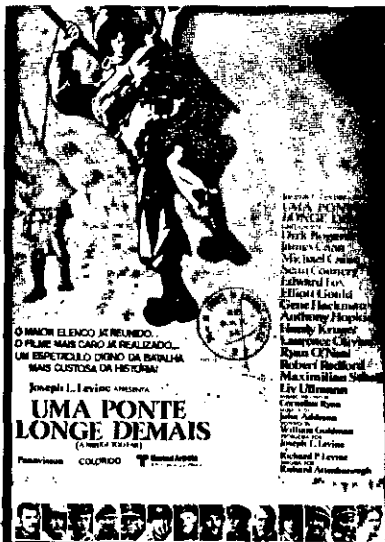 O MAIOR ELENCO JÁ REUNIDO...
O FILME MAIS CARO JÁ REALIZADO...
UM ESPETÁCULO DIGNO DA BATALHA
MAIS CUSTOSA DA HISTÓRIA!
Joseph L. Levine APRESENTA
UMA PONTE
LONGE DEMAIS
Panavision COLORIDO United Artists
UMA PONTE
LONGE
Dirk
James Caan
Michael
Sean Connery
Edward Fox
Elliott Gould
Gene Hackman
Anthony Hopkins
Hardy Kruger
Laurence Olivier
Ryan O'Neal
Robert Redford
Maximilian
Liv Ullmann
Cornelius Ryan
John Addison
William Goldman
Joseph L. Levine
Richard P. Levine
Richard Attenborough